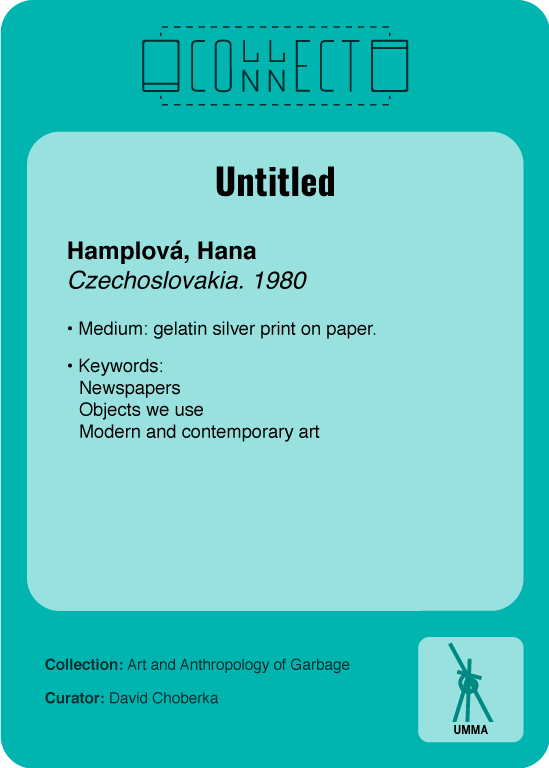 COLLECT
CONNECT
Untitled
Hamplová, Hana
Czechoslovakia. 1980
• Medium: gelatin silver print on paper.
• Keywords:
Newspapers
Objects we use
Modern and contemporary art
Collection: Art and Anthropology of Garbage
Curator: David Choberka
UMMA